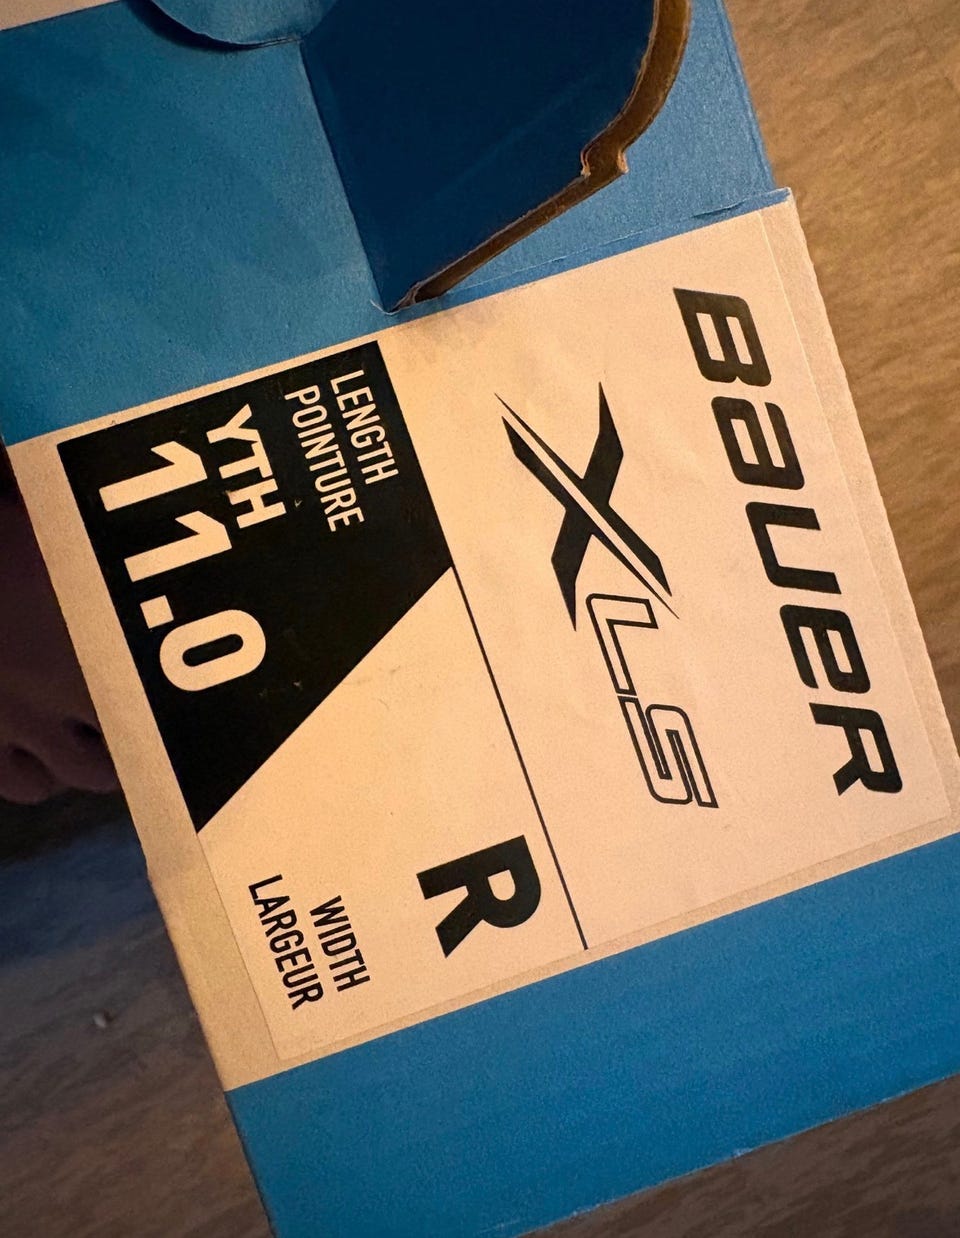 BAUER
XLS
LENGTH
POINTURE
YTH
11.0
R
WIDTH
LARGEUR